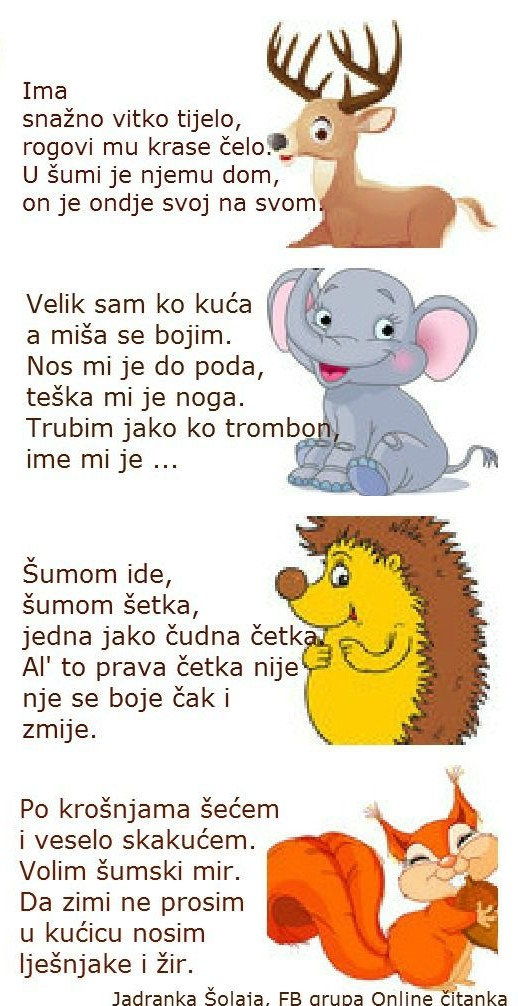 Ima
snažno vitko tijelo,
rogovi mu krase čelo.
U šumi je njemu dom,
on je ondje svoj na svom.
Velik sam ko kuća
a miša se bojim.
Nos mi je do poda,
teška mi je noga.
Trubim jako ko trombon,
ime mi je ...
Šumom ide,
šumom šetka,
jedna jako čudna četka.
Al' to prava četka nije
nje se boje čak i
zmije.
Po krošnjama šećem
i veselo skakućem.
Volim šumski mir.
Da zimi ne prosim
u kućicu nosim
lješnjake i žir.
Jadranka Šolaja, FB grupa Online čitanka